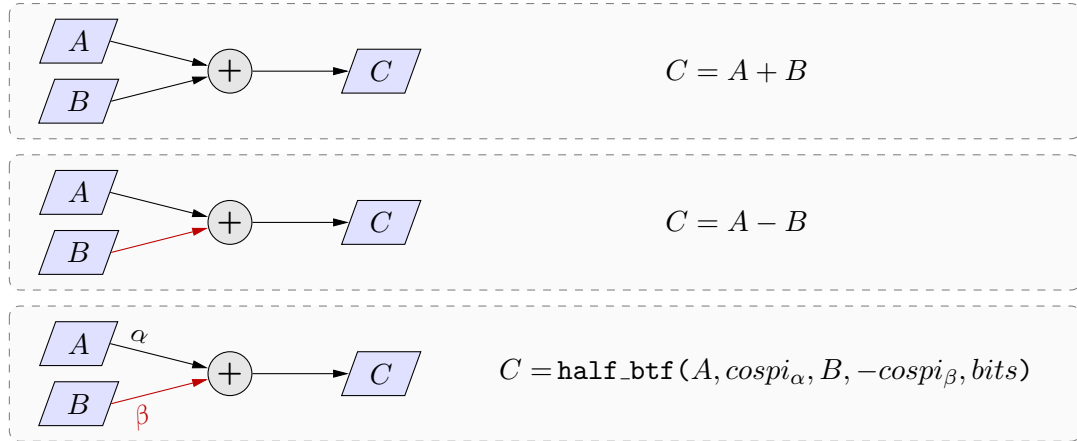 A
B
+
C
C = A + B
A
B
+
C
C = A − B
A
α
B
β
+
C
C = half_btf(A, cospi_α, B, −cospi_β, bits)